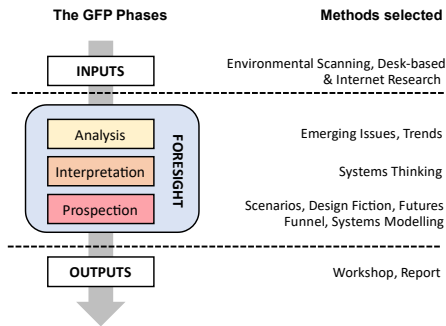 The GFP Phases
Methods selected
INPUTS
Environmental Scanning, Desk-based
& Internet Research
FORESIGHT
Analysis
Emerging Issues, Trends
Interpretation
Systems Thinking
Prospection
Scenarios, Design Fiction, Futures
Funnel, Systems Modelling
OUTPUTS
Workshop, Report